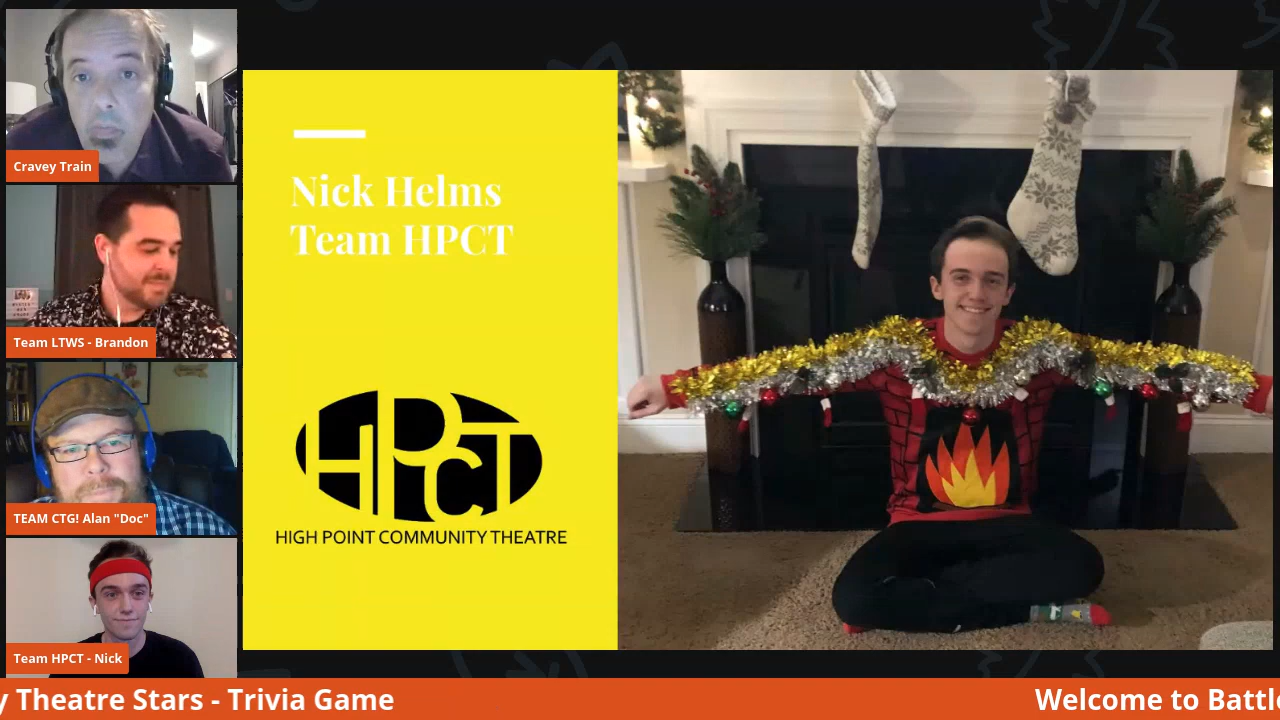 Cravey Train
Team LTWS - Brandon
TEAM CTG! Alan "Doc"
Team HPCT - Nick
Nick Helms
Team HPCT
HPCT
HIGH POINT COMMUNITY THEATRE
y Theatre Stars - Trivia Game
Welcome to Battle